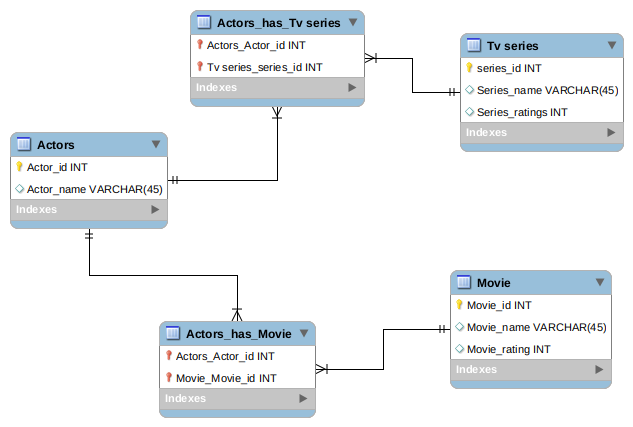 Actors_has_Tv series
Actors_Actor_id INT
Tv series_series_id INT
Indexes
Tv series
series_id INT
Series_name VARCHAR(45)
Series_ratings INT
Indexes
Actors
Actor_id INT
Actor_name VARCHAR(45)
Indexes
Movie
Movie_id INT
Movie_name VARCHAR(45)
Movie_rating INT
Indexes
Actors_has_Movie
Actors_Actor_id INT
Movie_Movie_id INT
Indexes